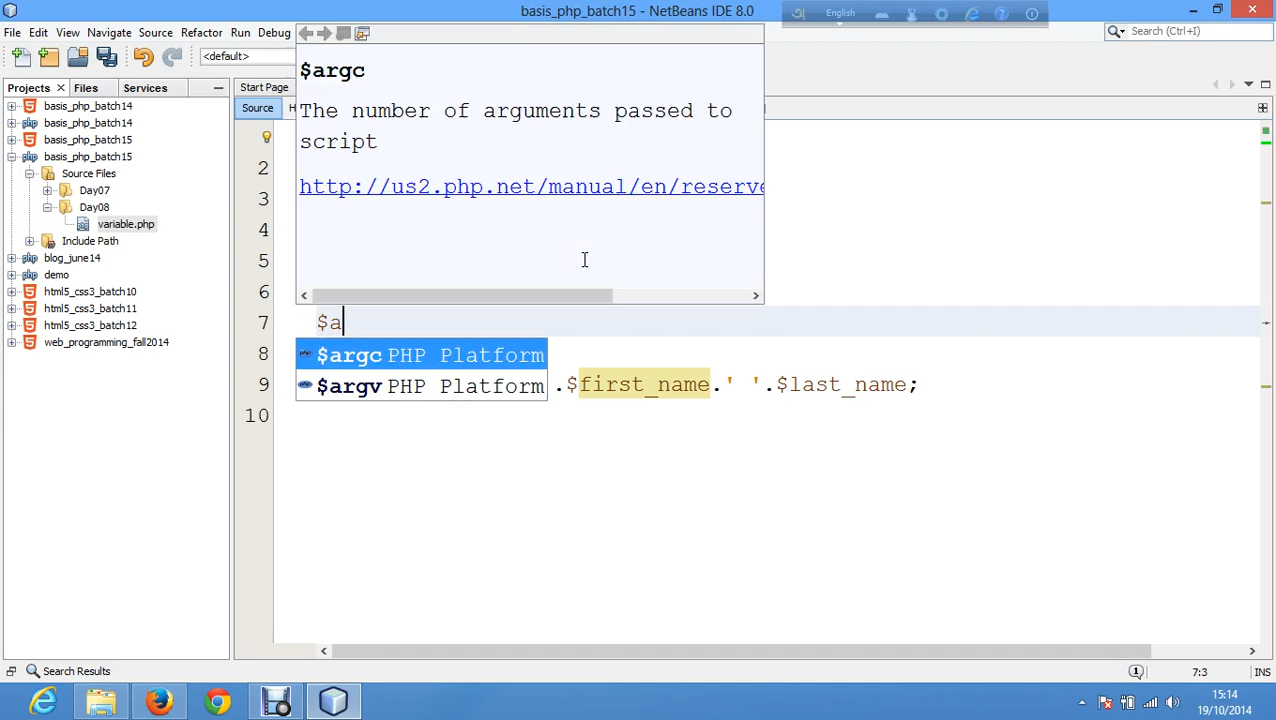 basis_php_batch15 - NetBeans IDE 8.0
English
File Edit View Navigate Source Refactor Run Debug
Search (Ctrl+I)
<default>
Projects Files Services
Start Page
Source H
basis_php_batch14
basis_php_batch14
basis_php_batch15
basis_php_batch15
Source Files
Day07
Day08
variable.php
Include Path
blog_june14
demo
html5_css3_batch10
html5_css3_batch11
html5_css3_batch12
web_programming_fall2014
$argc
The number of arguments passed to
script
http://us2.php.net/manual/en/reserve
2
3
4
5
6
7 $a
8
$argc PHP Platform
$argv PHP Platform
9 .$first_name.' '.$last_name;
10
Search Results
1
7:3 INS
15:14
19/10/2014